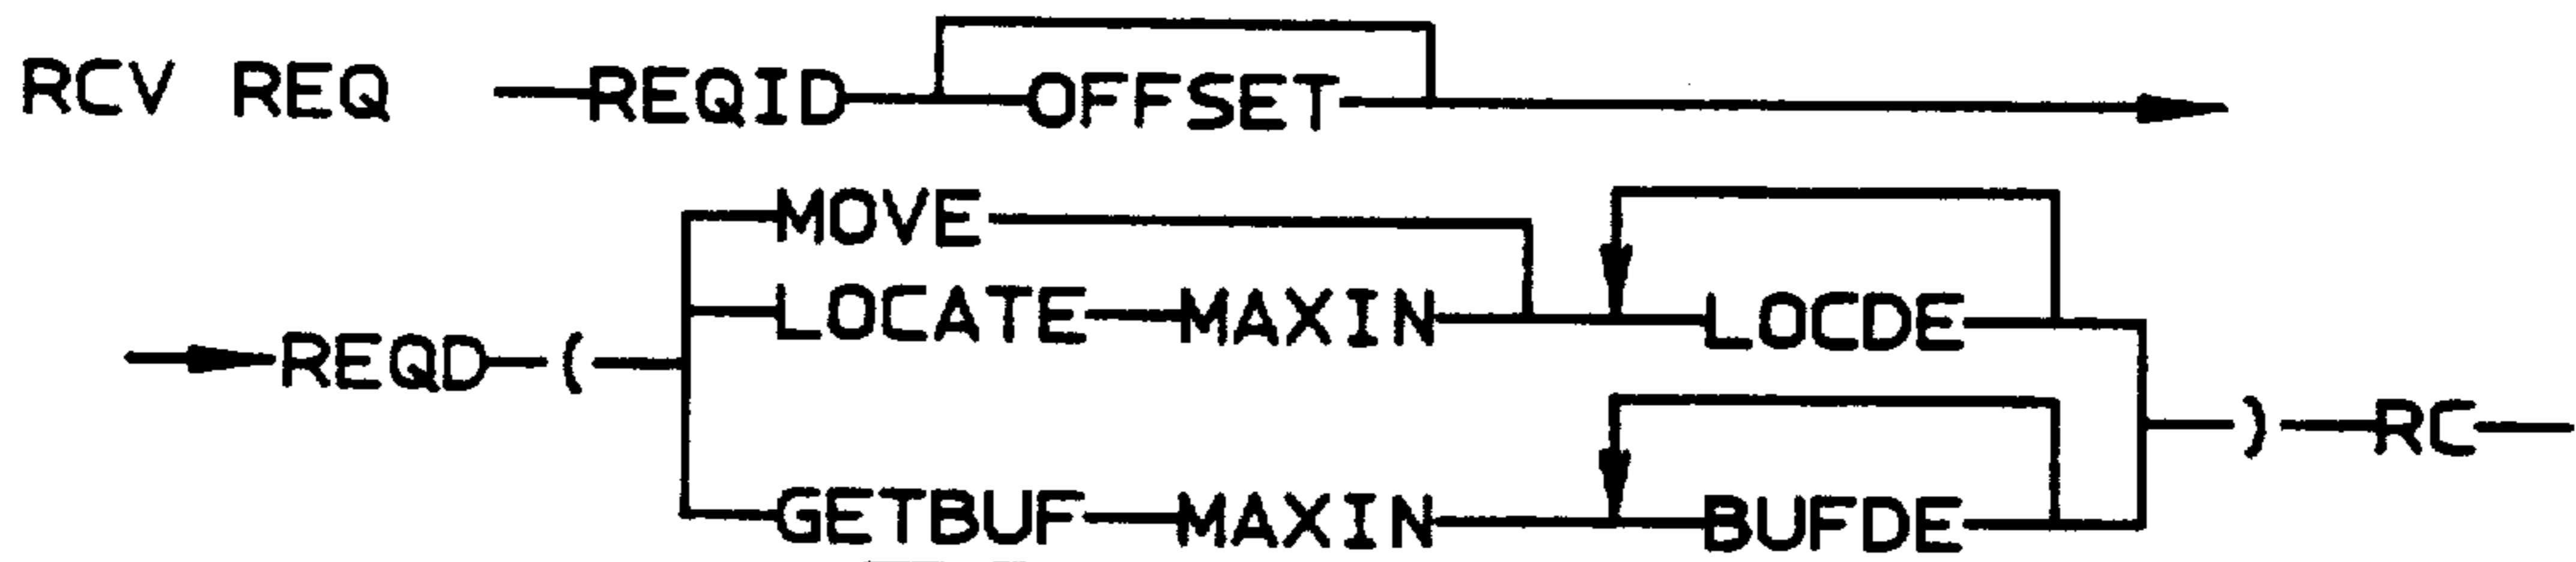 RCV REQ REQID OFFSET
MOVE
LOCATE MAXIN LOCDE
REQD (
) RC
GETBUF MAXIN BUFDE